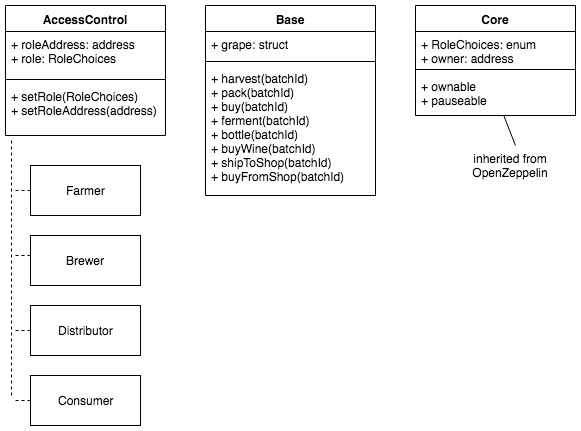 AccessControl
+ roleAddress: address
+ role: RoleChoices
+ setRole(RoleChoices)
+ setRoleAddress(address)
Farmer
Brewer
Distributor
Consumer
Base
+ grape: struct
+ harvest(batchId)
+ pack(batchId)
+ buy(batchId)
+ ferment(batchId)
+ bottle(batchId)
+ buyWine(batchId)
+ shipToShop(batchId)
+ buyFromShop(batchId)
Core
+ RoleChoices: enum
+ owner: address
+ ownable
+ pauseable
inherited from
OpenZeppelin